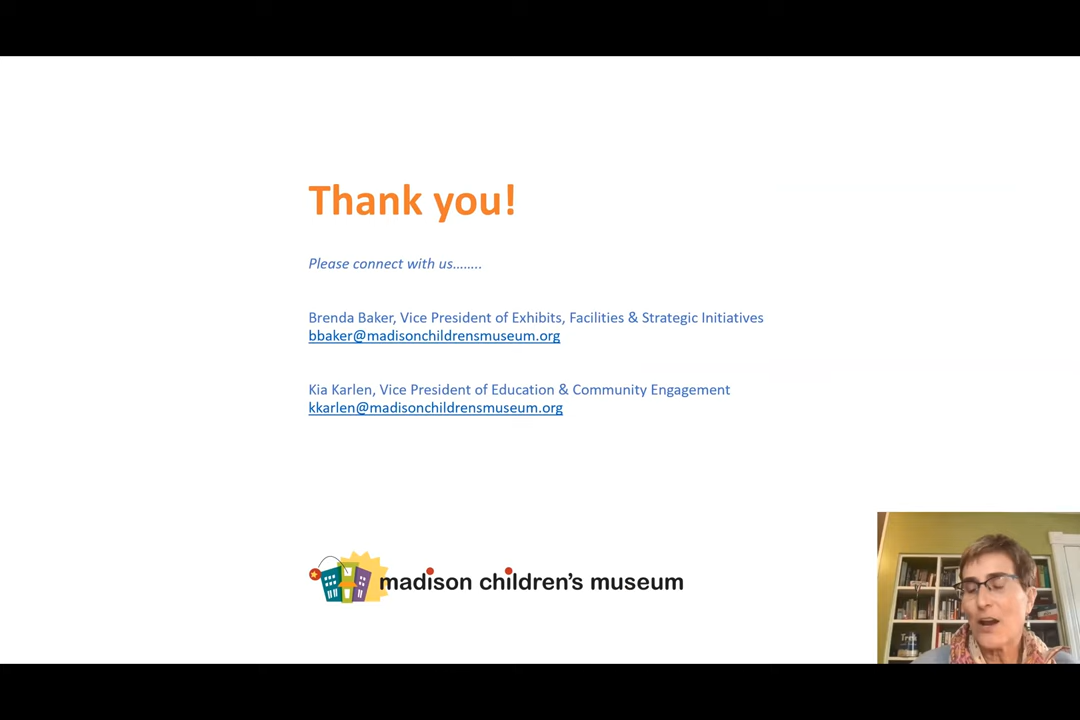 Thank you!
Please connect with us……..
Brenda Baker, Vice President of Exhibits, Facilities & Strategic Initiatives
bbaker@madisonchildrensmuseum.org
Kia Karlen, Vice President of Education & Community Engagement
kkarlen@madisonchildrensmuseum.org
madison children's museum